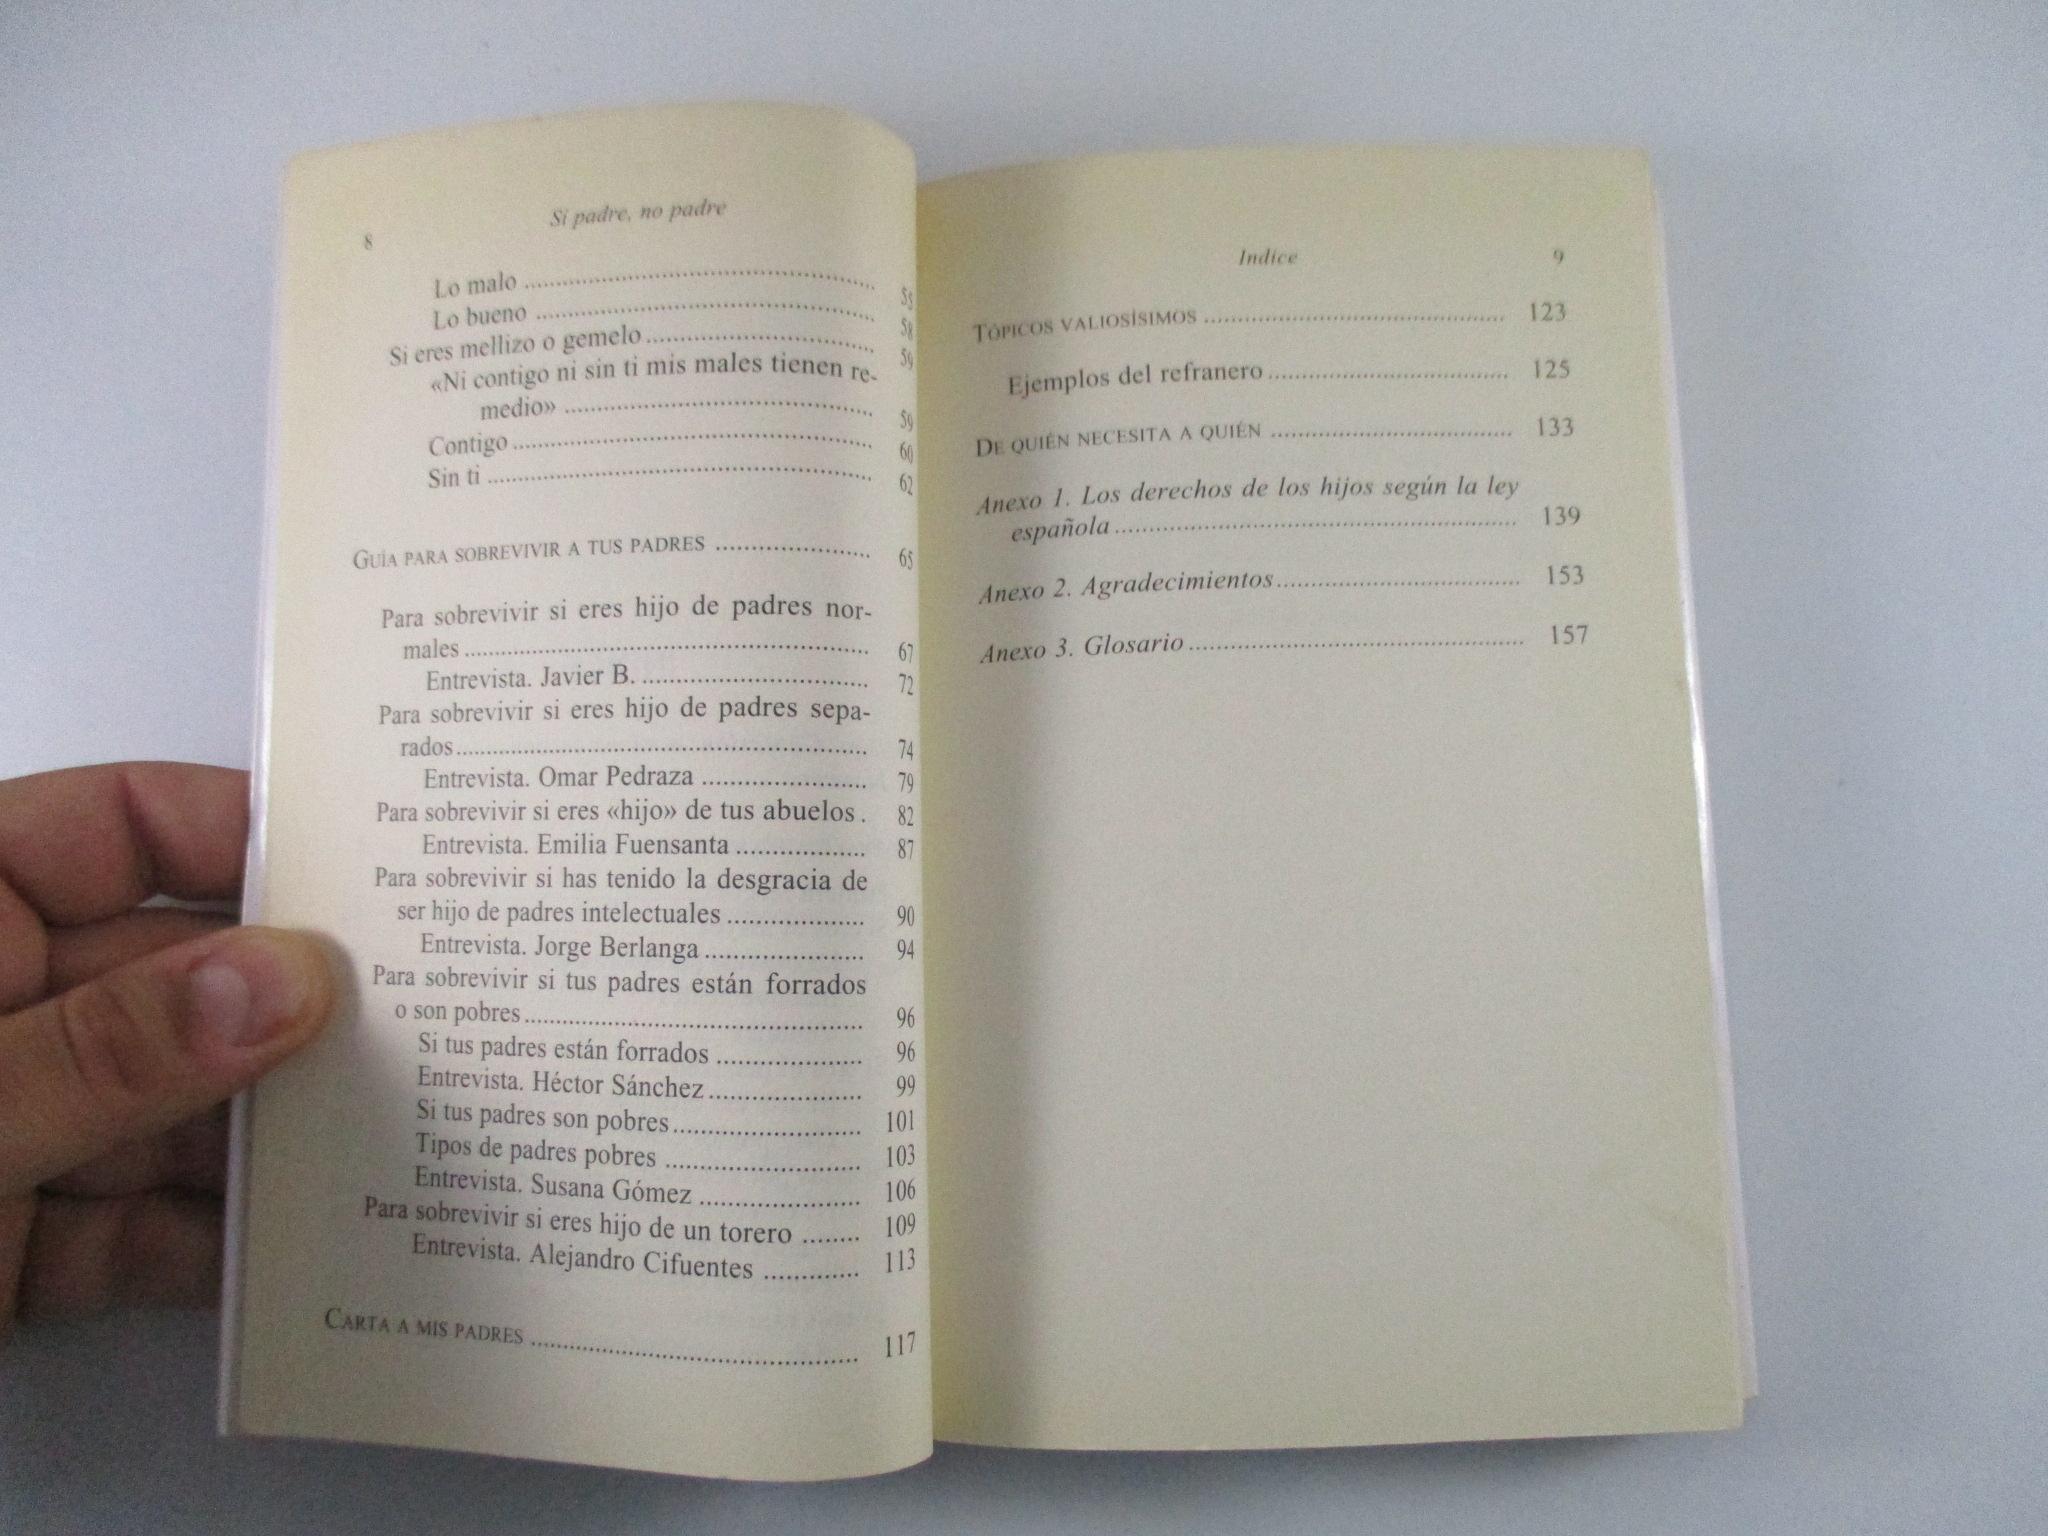 8
Si padre, no padre
Lo malo ........ 55
Lo bueno ........ 58
Si eres mellizo o gemelo ........ 59
«Ni contigo ni sin ti mis males tienen re-
medio» ........ 59
Contigo ........ 60
Sin ti ........ 62
GUÍA PARA SOBREVIVIR A TUS PADRES ........ 65
Para sobrevivir si eres hijo de padres nor-
males ........ 67
Entrevista. Javier B. ........ 72
Para sobrevivir si eres hijo de padres sepa-
rados ........ 74
Entrevista. Omar Pedraza ........ 79
Para sobrevivir si eres «hijo» de tus abuelos . 82
Entrevista. Emilia Fuensanta ........ 87
Para sobrevivir si has tenido la desgracia de
ser hijo de padres intelectuales ........ 90
Entrevista. Jorge Berlanga ........ 94
Para sobrevivir si tus padres están forrados
o son pobres ........ 96
Si tus padres están forrados ........ 96
Entrevista. Héctor Sánchez ........ 99
Si tus padres son pobres ........ 101
Tipos de padres pobres ........ 103
Entrevista. Susana Gómez ........ 106
Para sobrevivir si eres hijo de un torero ........ 109
Entrevista. Alejandro Cifuentes ........ 113
CARTA A MIS PADRES ........ 117
Indice
9
TÓPICOS VALIOSÍSIMOS ........ 123
Ejemplos del refranero ........ 125
DE QUIÉN NECESITA A QUIÉN ........ 133
Anexo 1. Los derechos de los hijos según la ley
española ........ 139
Anexo 2. Agradecimientos ........ 153
Anexo 3. Glosario ........ 157